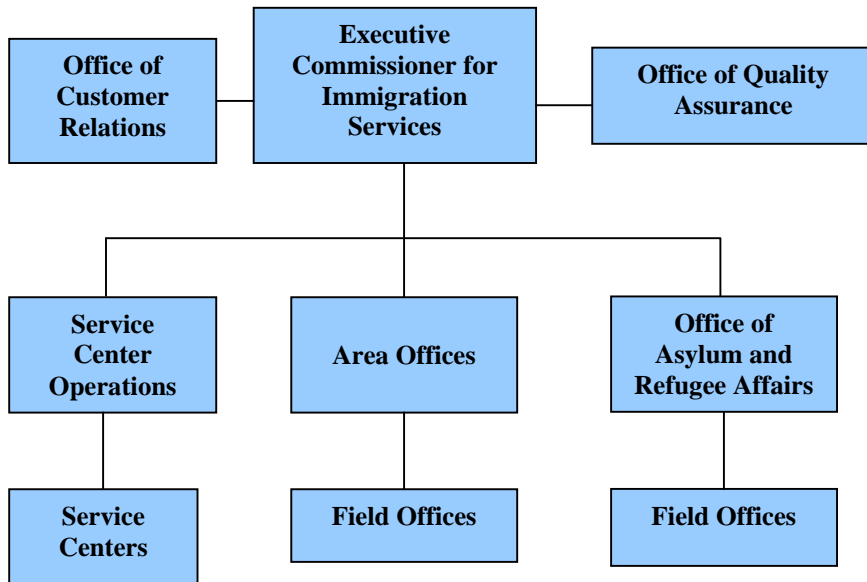 Office of
Customer
Relations
Executive
Commissioner for
Immigration
Services
Office of Quality
Assurance
Service
Center
Operations
Area Offices
Office of
Asylum and
Refugee Affairs
Service
Centers
Field Offices
Field Offices